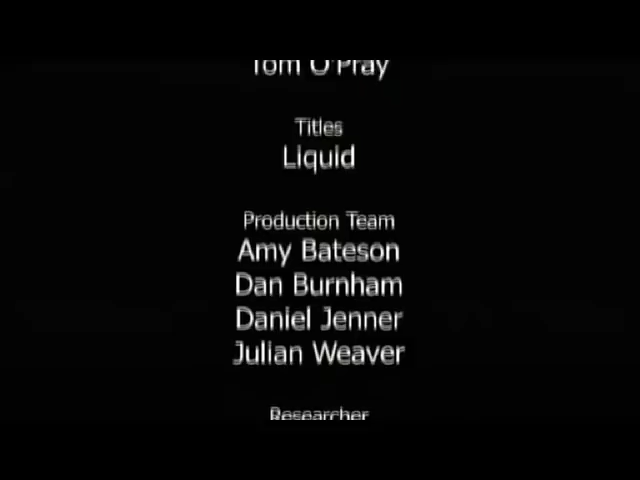 Tom O'Pray
Titles
Liquid
Production Team
Amy Bateson
Dan Burnham
Daniel Jenner
Julian Weaver
Researcher